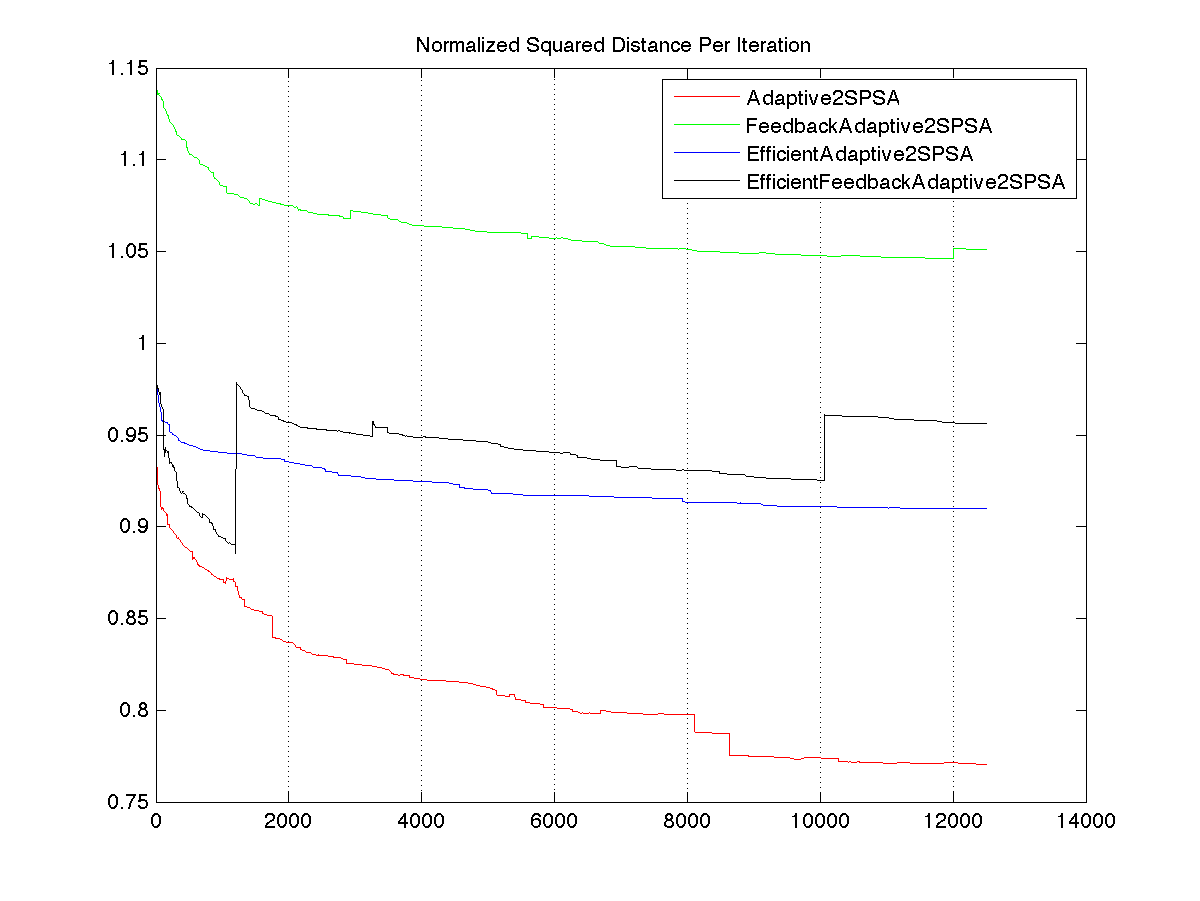 Normalized Squared Distance Per Iteration
1.15
1.1
1.05
1
0.95
0.9
0.85
0.8
0.75
Adaptive2SPSA
FeedbackAdaptive2SPSA
EfficientAdaptive2SPSA
EfficientFeedbackAdaptive2SPSA
0 2000 4000 6000 8000 10000 12000 14000